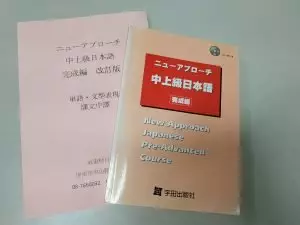 ニューアプローチ
中上級日本語
完成編 改訂版
単語・文型表現
課文中譯
ニューアプローチ
中上級日本語
完成編
New Approach
Japanese
Pre-Advanced
Course